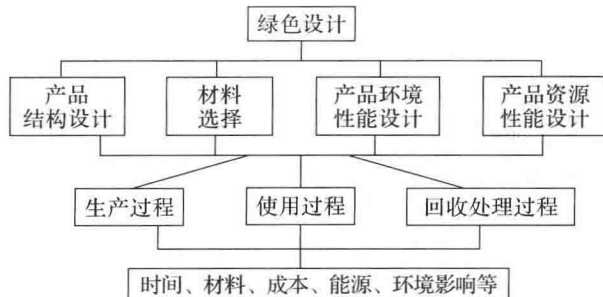 绿色设计
产品
结构设计
材料
选择
产品环境
性能设计
产品资源
性能设计
生产过程
使用过程
回收处理过程
时间、材料、成本、能源、环境影响等